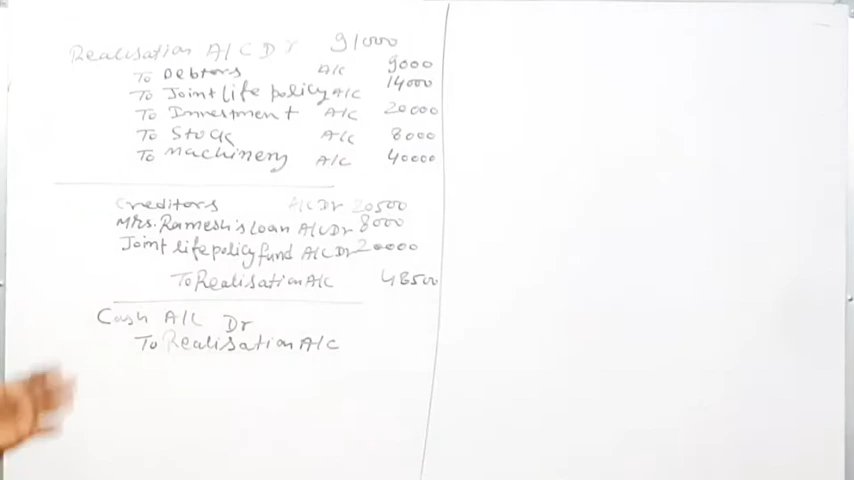 Realisation A/C Dr 91000
To Debtors A/C 9000
To Joint life policy A/C 14000
To Investment A/C 20000
To Stock A/C 8000
To Machinery A/C 40000
Creditors A/C Dr 20500
Mrs. Ramesh's loan A/C Dr 8000
Joint life policy fund A/C Dr 20000
To Realisation A/C 48500
Cash A/C Dr
To Realisation A/C